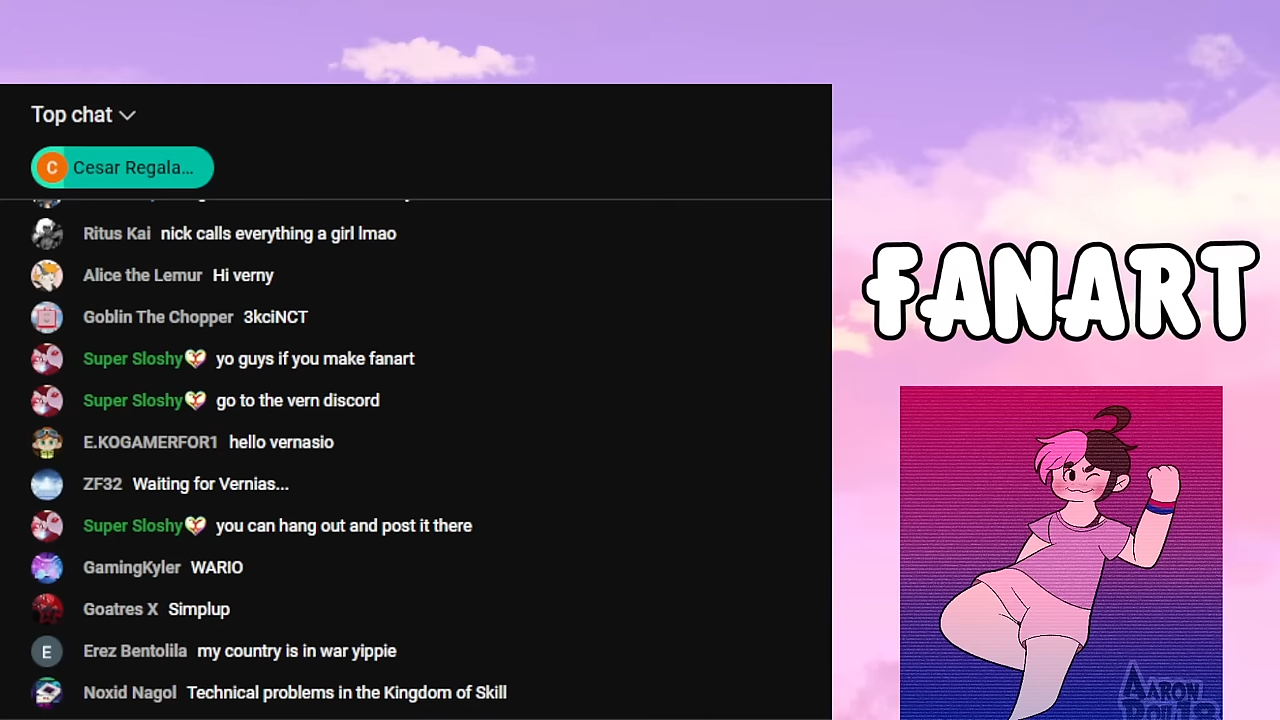 Top chat
C Cesar Regala...
Ritus Kai nick calls everything a girl lmao
Alice the Lemur Hi verny
Goblin The Chopper 3kciNCT
Super Sloshy yo guys if you make fanart
Super Sloshy go to the vern discord
E.KOGAMERFOR1 hello vernasio
ZF32 Waiting for Vernias...
Super Sloshy you can hang out and post it there
GamingKyler WARIO
Goatres X Simplup
E Erez Bentolila my country is in war yippie
Noxid Nagol Technical problems in the Kingdom of Skill
FANART
AARON